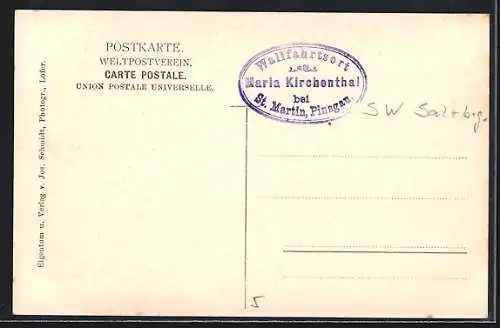 POSTKARTE.
WELTPOSTVEREIN.
CARTE POSTALE.
UNION POSTALE UNIVERSELLE.
Wallfahrtsort
Maria Kirchenthal
bei
St. Martin, Pinzgau.
SW Salzbrg.
Eigentum u. Verlag v. Jos. Schmidt, Photogr., Lofer.
5